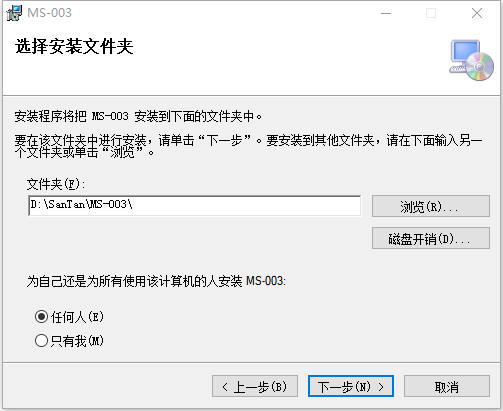 MS-003
选择安装文件夹
安装程序将把 MS-003 安装到下面的文件夹中。
要在该文件夹中进行安装，请单击“下一步”。要安装到其他文件夹，请在下面输入另一
个文件夹或单击“浏览”。
文件夹(F):
D:\SanTan\MS-003\
浏览(R)...
磁盘开销(D)...
为自己还是为所有使用该计算机的人安装 MS-003:
任何人(E)
只有我(M)
< 上一步(B)
下一步(N) >
取消